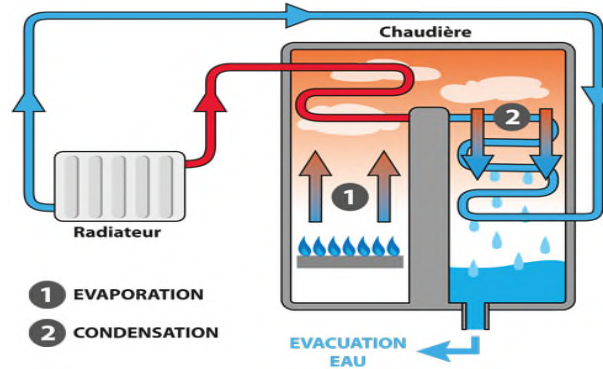 Chaudière
2
1
Radiateur
1 EVAPORATION
2 CONDENSATION
EVACUATION
EAU